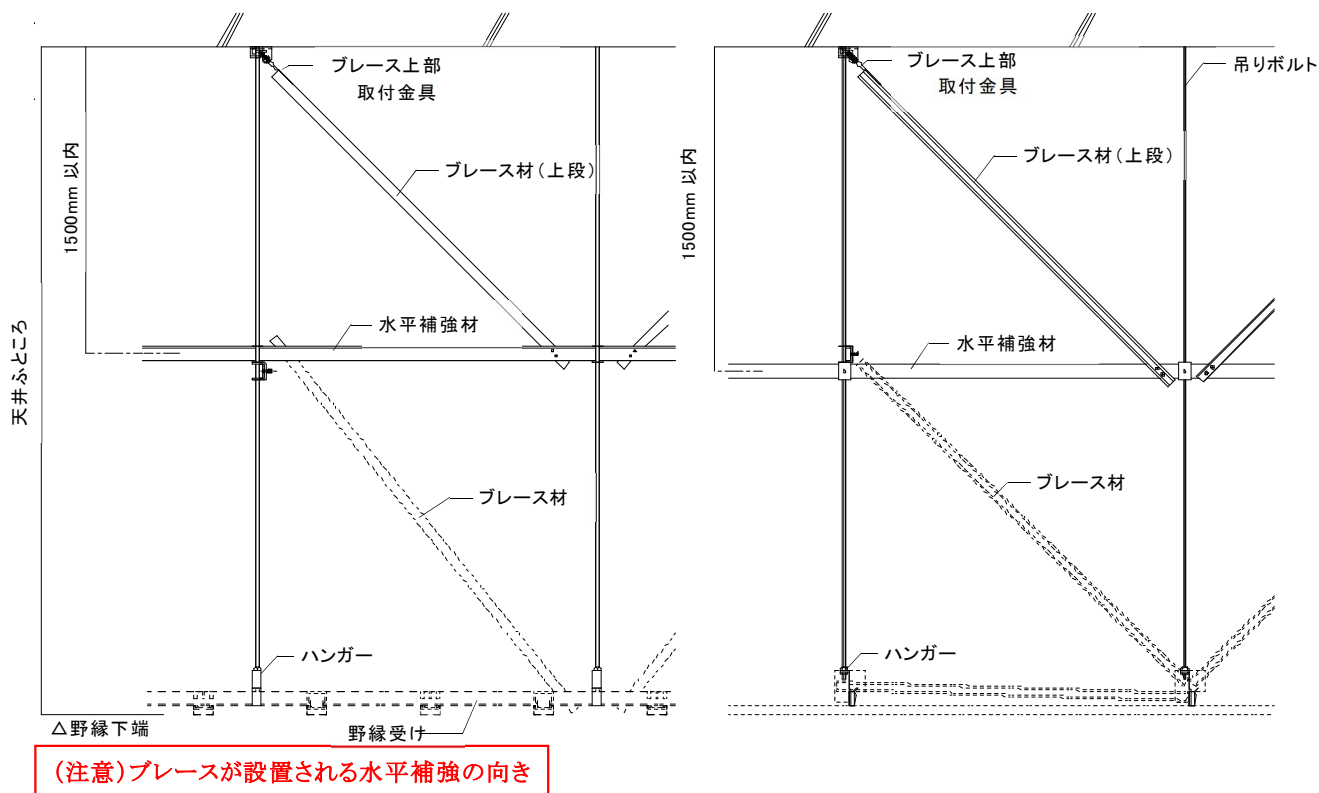 ブレース上部
取付金具
ブレース材(上段)
1500mm 以内
水平補強材
天井ふところ
ブレース材
ハンガー
△野縁下端
野縁受け
(注意)ブレースが設置される水平補強の向き
ブレース上部
取付金具
吊りボルト
ブレース材(上段)
1500mm 以内
水平補強材
ブレース材
ハンガー